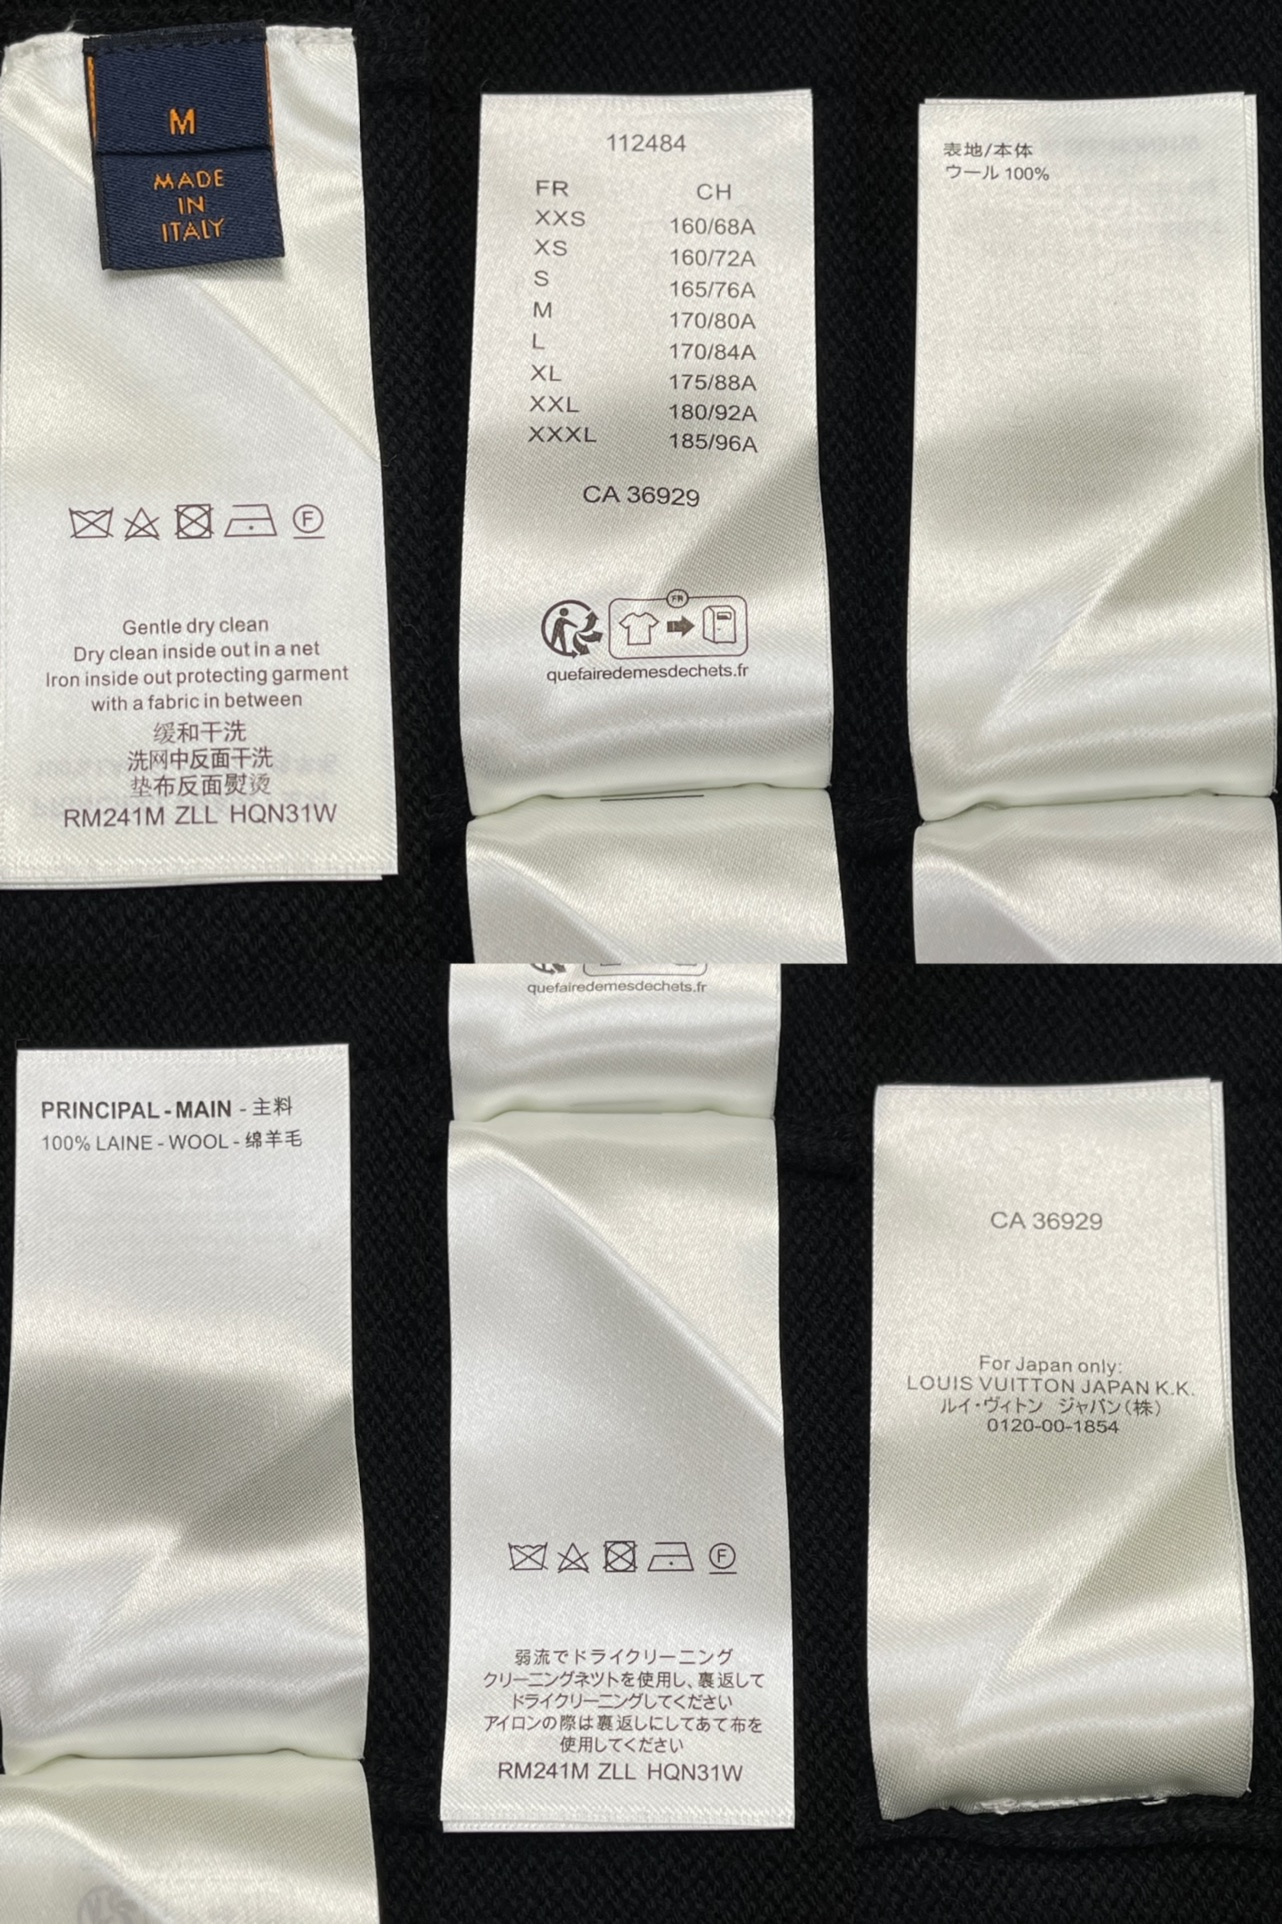 M
MADE
IN
ITALY
F
Gentle dry clean
Dry clean inside out in a net
Iron inside out protecting garment
with a fabric in between
缓和干洗
洗网中反面干洗
垫布反面熨烫
RM241M ZLL HQN31W
112484
FR CH
XXS 160/68A
XS 160/72A
S 165/76A
M 170/80A
L 170/84A
XL 175/88A
XXL 180/92A
XXXL 185/96A
CA 36929
FR
quefairedemesdechets.fr
表地/本体
ウール 100%
PRINCIPAL - MAIN - 主料
100% LAINE - WOOL - 绵羊毛
quefairedemesdechets.fr
F
弱流でドライクリーニング
クリーニングネツトを使用し、裏返して
ドライクリーニングしてください
アイロンの際は裏返しにしてあて布を
使用してください
RM241M ZLL HQN31W
CA 36929
For Japan only:
LOUIS VUITTON JAPAN K.K.
ルイ・ヴィトン ジャパン(株)
0120-00-1854